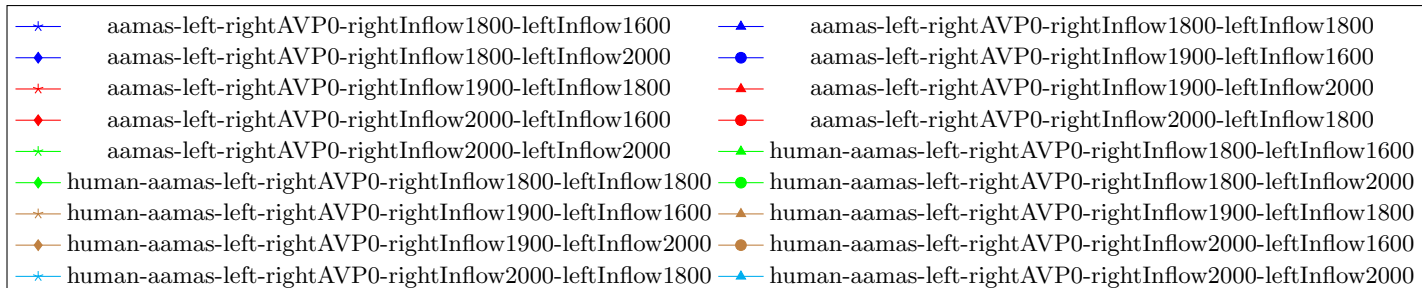 aamas-left-rightAVP0-rightInflow1800-leftInflow1600 aamas-left-rightAVP0-rightInflow1800-leftInflow1800
aamas-left-rightAVP0-rightInflow1800-leftInflow2000 aamas-left-rightAVP0-rightInflow1900-leftInflow1600
aamas-left-rightAVP0-rightInflow1900-leftInflow1800 aamas-left-rightAVP0-rightInflow1900-leftInflow2000
aamas-left-rightAVP0-rightInflow2000-leftInflow1600 aamas-left-rightAVP0-rightInflow2000-leftInflow1800
aamas-left-rightAVP0-rightInflow2000-leftInflow2000 human-aamas-left-rightAVP0-rightInflow1800-leftInflow1600
human-aamas-left-rightAVP0-rightInflow1800-leftInflow1800 human-aamas-left-rightAVP0-rightInflow1800-leftInflow2000
human-aamas-left-rightAVP0-rightInflow1900-leftInflow1600 human-aamas-left-rightAVP0-rightInflow1900-leftInflow1800
human-aamas-left-rightAVP0-rightInflow1900-leftInflow2000 human-aamas-left-rightAVP0-rightInflow2000-leftInflow1600
human-aamas-left-rightAVP0-rightInflow2000-leftInflow1800 human-aamas-left-rightAVP0-rightInflow2000-leftInflow2000